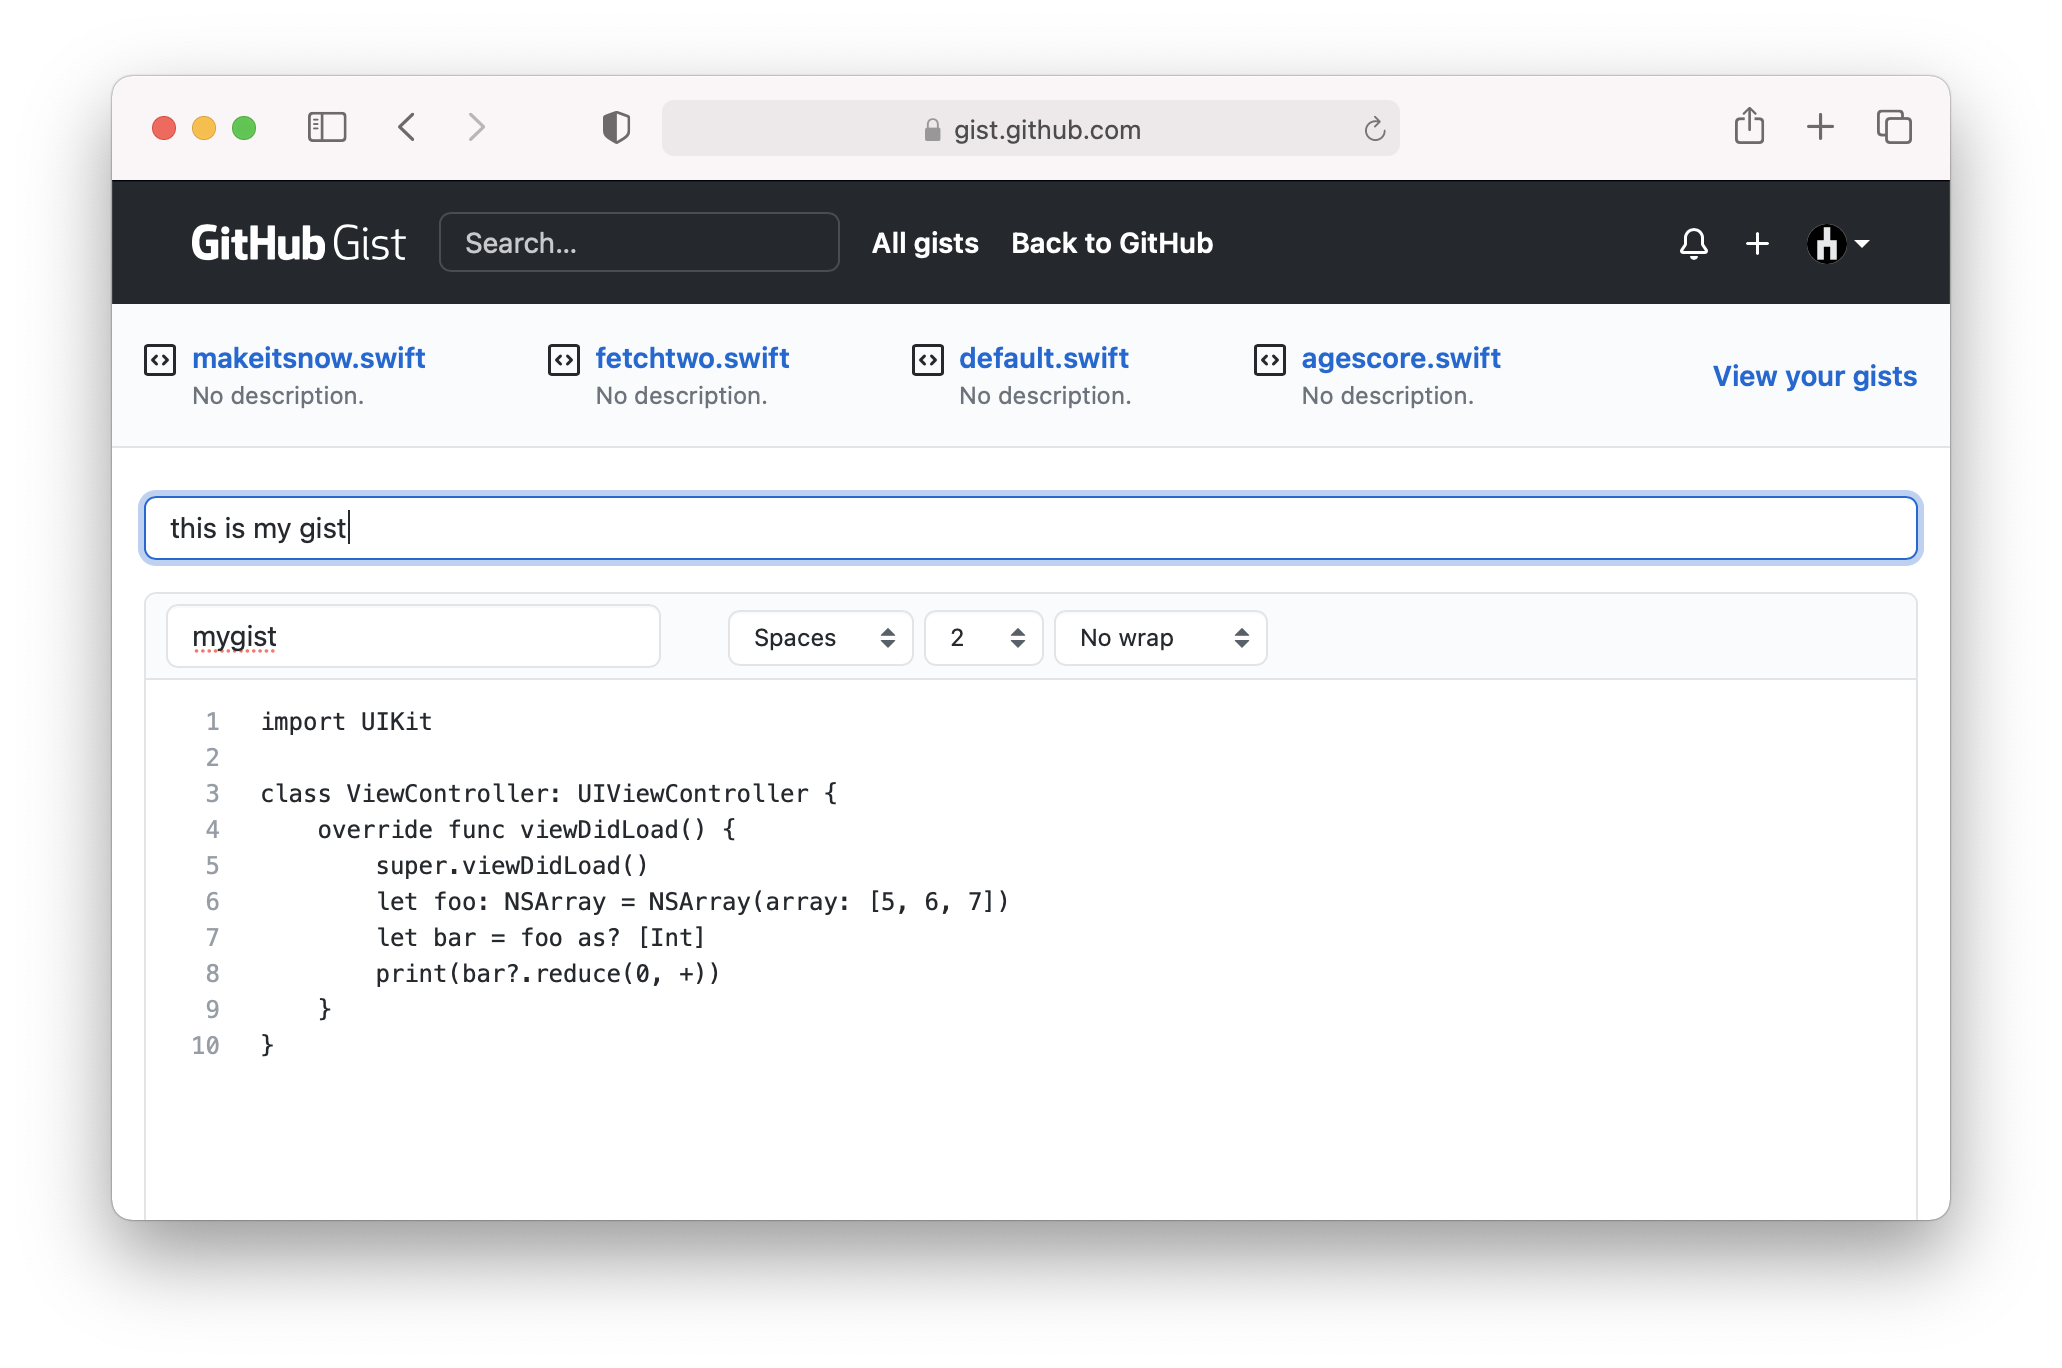 gist.github.com
GitHub Gist Search... All gists Back to GitHub
makeitsnow.swift fetchtwo.swift default.swift agescore.swift View your gists
No description. No description. No description. No description.
this is my gist
mygist Spaces 2 No wrap
1 import UIKit
2
3 class ViewController: UIViewController {
4     override func viewDidLoad() {
5         super.viewDidLoad()
6         let foo: NSArray = NSArray(array: [5, 6, 7])
7         let bar = foo as? [Int]
8         print(bar?.reduce(0, +))
9     }
10 }